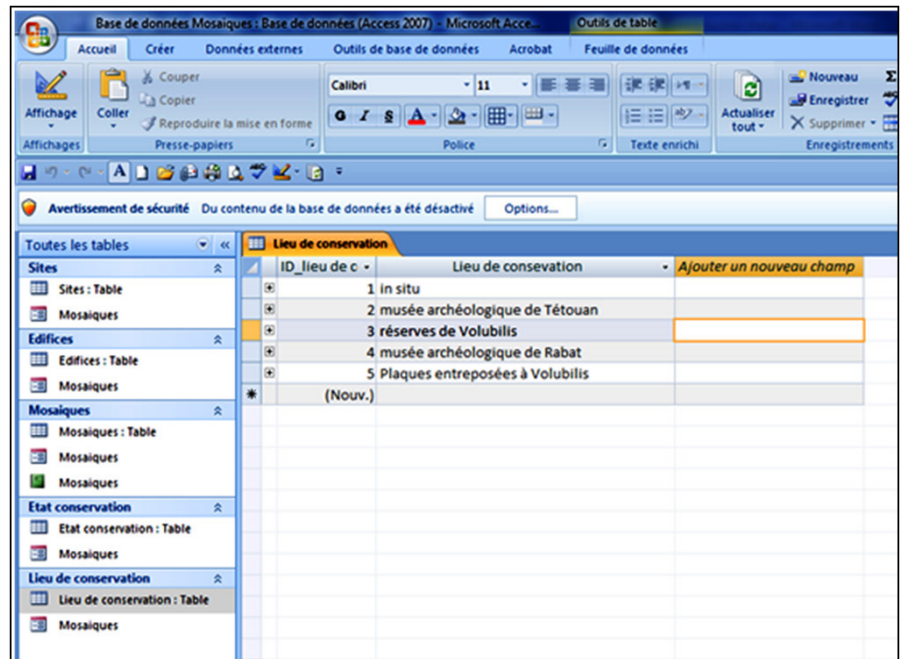 Base de données Mosaiques : Base de données (Access 2007) - Microsoft Acce... Outils de table
Accueil Créer Données externes Outils de base de données Acrobat Feuille de données
Affichage
Affichages
Coller
Couper
Copier
Reproduire la mise en forme
Presse-papiers
Calibri 11
G I S A
Police
Texte enrichi
Actualiser tout
Nouveau Σ
Enregistrer
Supprimer
Enregistrements
Avertissement de sécurité Du contenu de la base de données a été désactivé Options...
Toutes les tables «
Sites
Sites : Table
Mosaiques
Edifices
Edifices : Table
Mosaiques
Mosaiques
Mosaiques : Table
Mosaiques
Mosaiques
Etat conservation
Etat conservation : Table
Mosaiques
Lieu de conservation
Lieu de conservation : Table
Mosaiques
Lieu de conservation
ID_lieu de c Lieu de consevation Ajouter un nouveau champ
1 in situ
2 musée archéologique de Tétouan
3 réserves de Volubilis
4 musée archéologique de Rabat
5 Plaques entreposées à Volubilis
* (Nouv.)